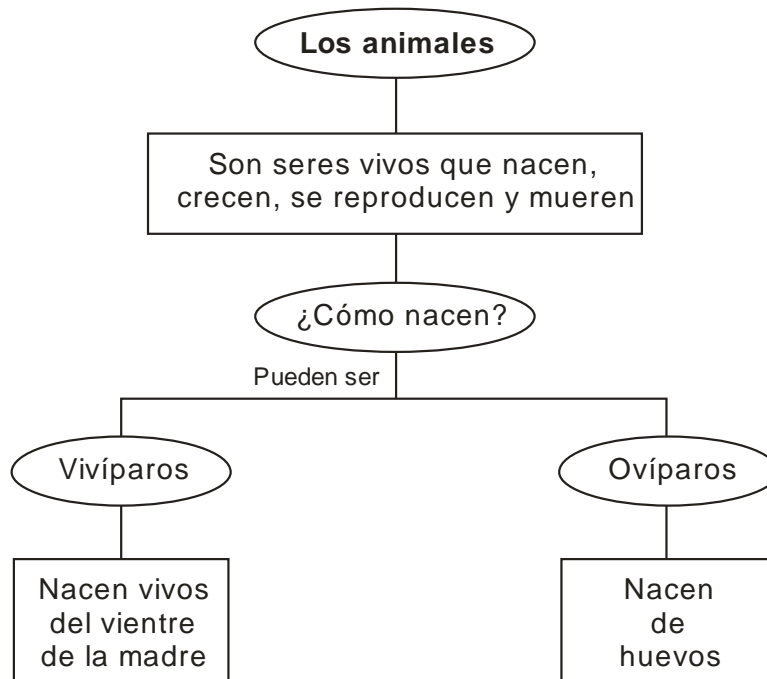 Los animales
Son seres vivos que nacen,
crecen, se reproducen y mueren
¿Cómo nacen?
Pueden ser
Vivíparos
Ovíparos
Nacen vivos
del vientre
de la madre
Nacen
de
huevos